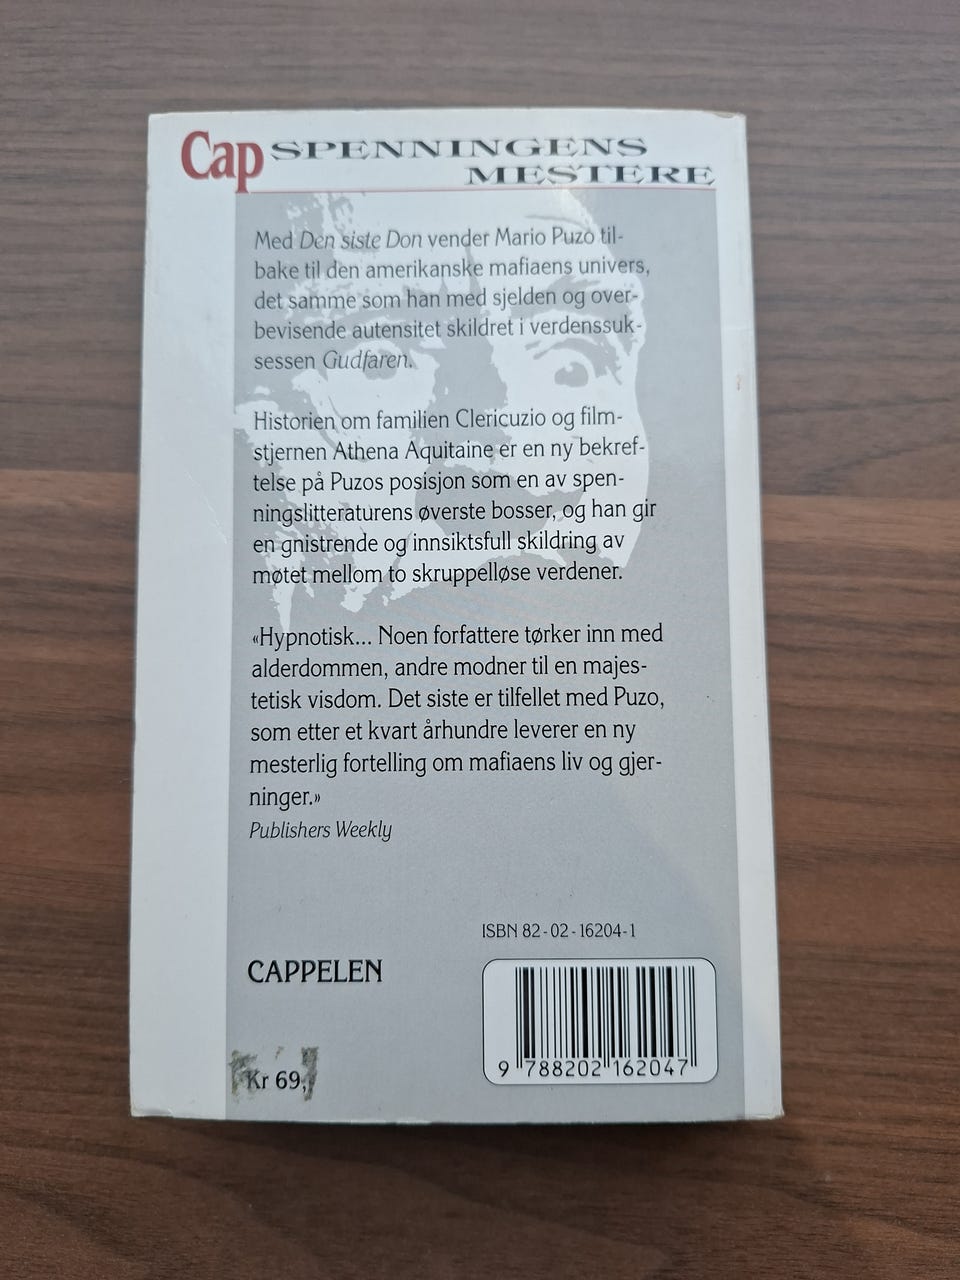 Cap SPENNINGENS
MESTERE
Med Den siste Don vender Mario Puzo til-
bake til den amerikanske mafiaens univers,
det samme som han med sjelden og over-
bevisende autensitet skildret i verdenssuk-
sessen Gudfaren.
Historien om familien Clericuzio og film-
stjernen Athena Aquitaine er en ny bekref-
telse på Puzos posisjon som en av spen-
ningslitteraturens øverste bosser, og han gir
en gnistrende og innsiktsfull skildring av
møtet mellom to skruppelløse verdener.
«Hypnotisk... Noen forfattere tørker inn med
alderdommen, andre modner til en majes-
tetisk visdom. Det siste er tilfellet med Puzo,
som etter et kvart århundre leverer en ny
mesterlig fortelling om mafiaens liv og gjer-
ninger.»
Publishers Weekly
ISBN 82-02-16204-1
CAPPELEN
9 788202 162047
Kr 69,-